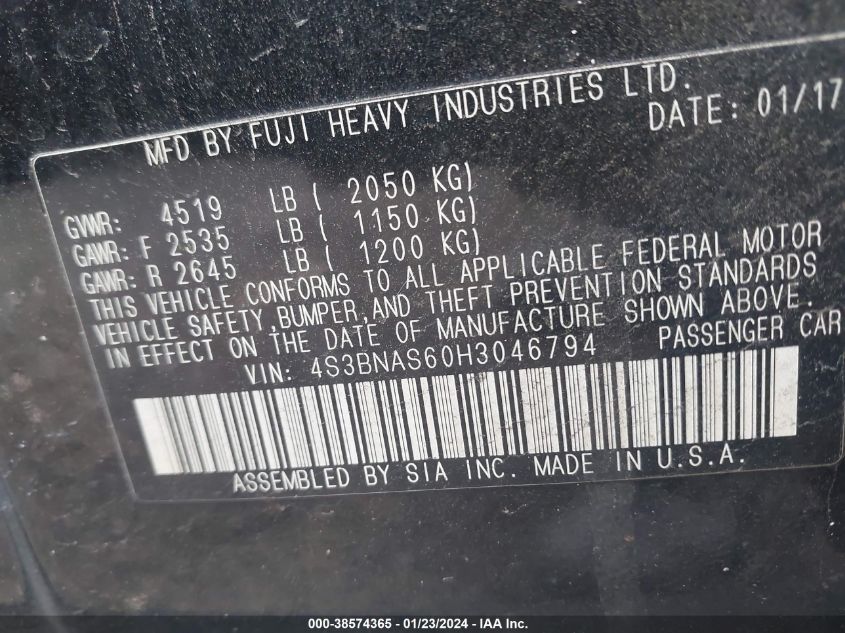 MFD BY FUJI HEAVY INDUSTRIES LTD.
DATE: 01/17
GVWR: 4519 LB ( 2050 KG)
GAWR: F 2535 LB ( 1150 KG)
GAWR: R 2645 LB ( 1200 KG)
THIS VEHICLE CONFORMS TO ALL APPLICABLE FEDERAL MOTOR
VEHICLE SAFETY,BUMPER,AND THEFT PREVENTION STANDARDS
IN EFFECT ON THE DATE OF MANUFACTURE SHOWN ABOVE.
VIN: 4S3BNAS60H3046794 PASSENGER CAR
ASSEMBLED BY SIA INC. MADE IN U.S.A.
000-38574365 - 01/23/2024 - IAA Inc.